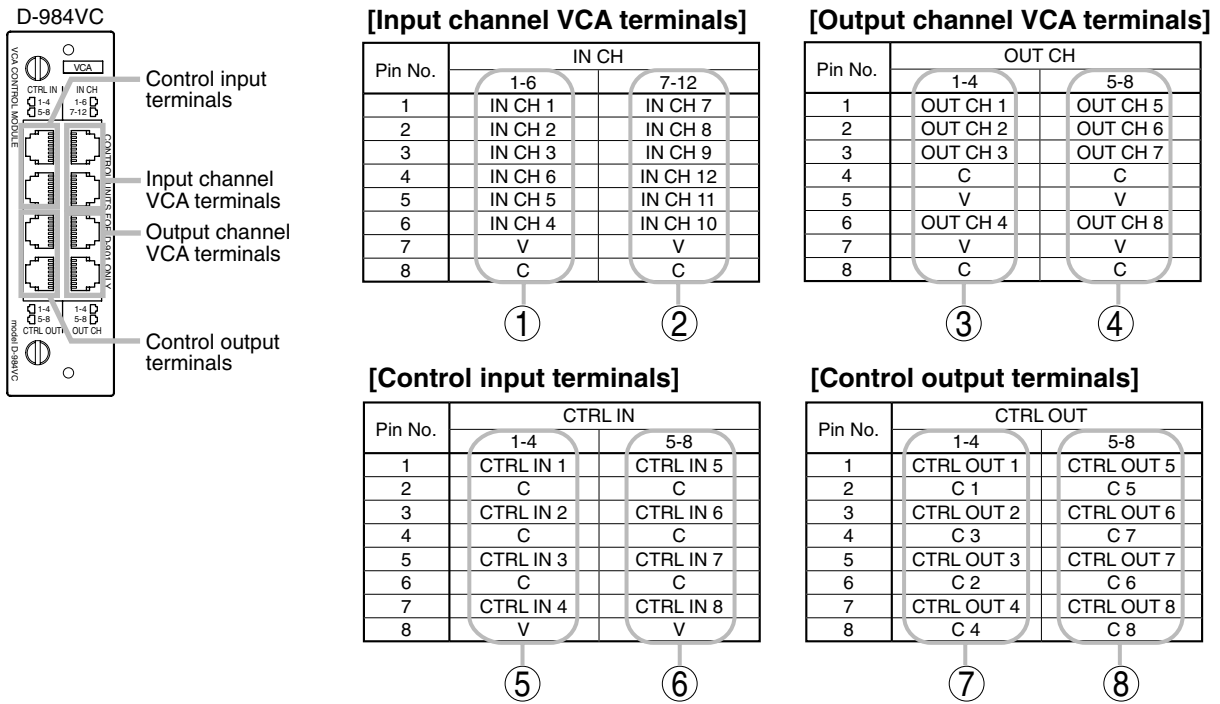 D-984VC
VCA CONTROL MODULE
VCA
CTRL IN IN CH
1-4 1-6
5-8 7-12
CONTROL UNITS FOR D-901 ONLY
1-4 1-4
5-8 5-8
CTRL OUT OUT CH
model D-984VC
Control input
terminals
Input channel
VCA terminals
Output channel
VCA terminals
Control output
terminals
[Input channel VCA terminals]
Pin No. IN CH
1-6 7-12
1 IN CH 1 IN CH 7
2 IN CH 2 IN CH 8
3 IN CH 3 IN CH 9
4 IN CH 6 IN CH 12
5 IN CH 5 IN CH 11
6 IN CH 4 IN CH 10
7 V V
8 C C
① ②
[Output channel VCA terminals]
Pin No. OUT CH
1-4 5-8
1 OUT CH 1 OUT CH 5
2 OUT CH 2 OUT CH 6
3 OUT CH 3 OUT CH 7
4 C C
5 V V
6 OUT CH 4 OUT CH 8
7 V V
8 C C
③ ④
[Control input terminals]
Pin No. CTRL IN
1-4 5-8
1 CTRL IN 1 CTRL IN 5
2 C C
3 CTRL IN 2 CTRL IN 6
4 C C
5 CTRL IN 3 CTRL IN 7
6 C C
7 CTRL IN 4 CTRL IN 8
8 V V
⑤ ⑥
[Control output terminals]
Pin No. CTRL OUT
1-4 5-8
1 CTRL OUT 1 CTRL OUT 5
2 C 1 C 5
3 CTRL OUT 2 CTRL OUT 6
4 C 3 C 7
5 CTRL OUT 3 CTRL OUT 7
6 C 2 C 6
7 CTRL OUT 4 CTRL OUT 8
8 C 4 C 8
⑦ ⑧